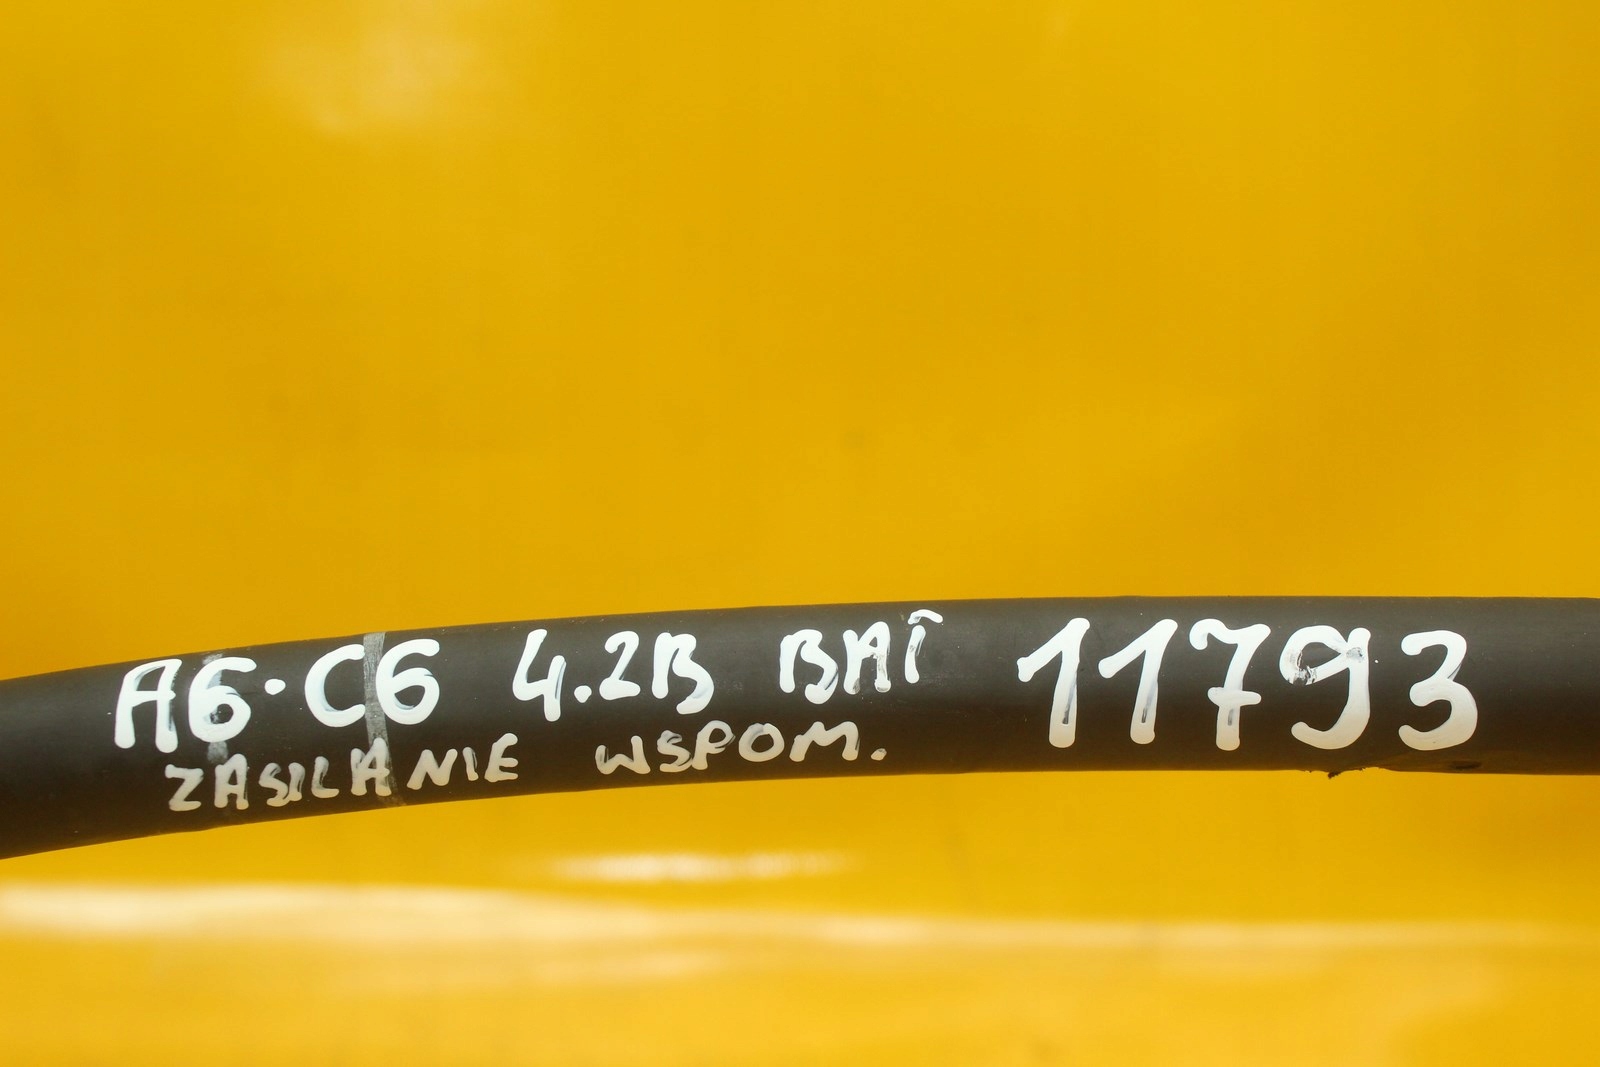 A6·C6 4.2B BAT 11793
ZASILANIE WSPOM.